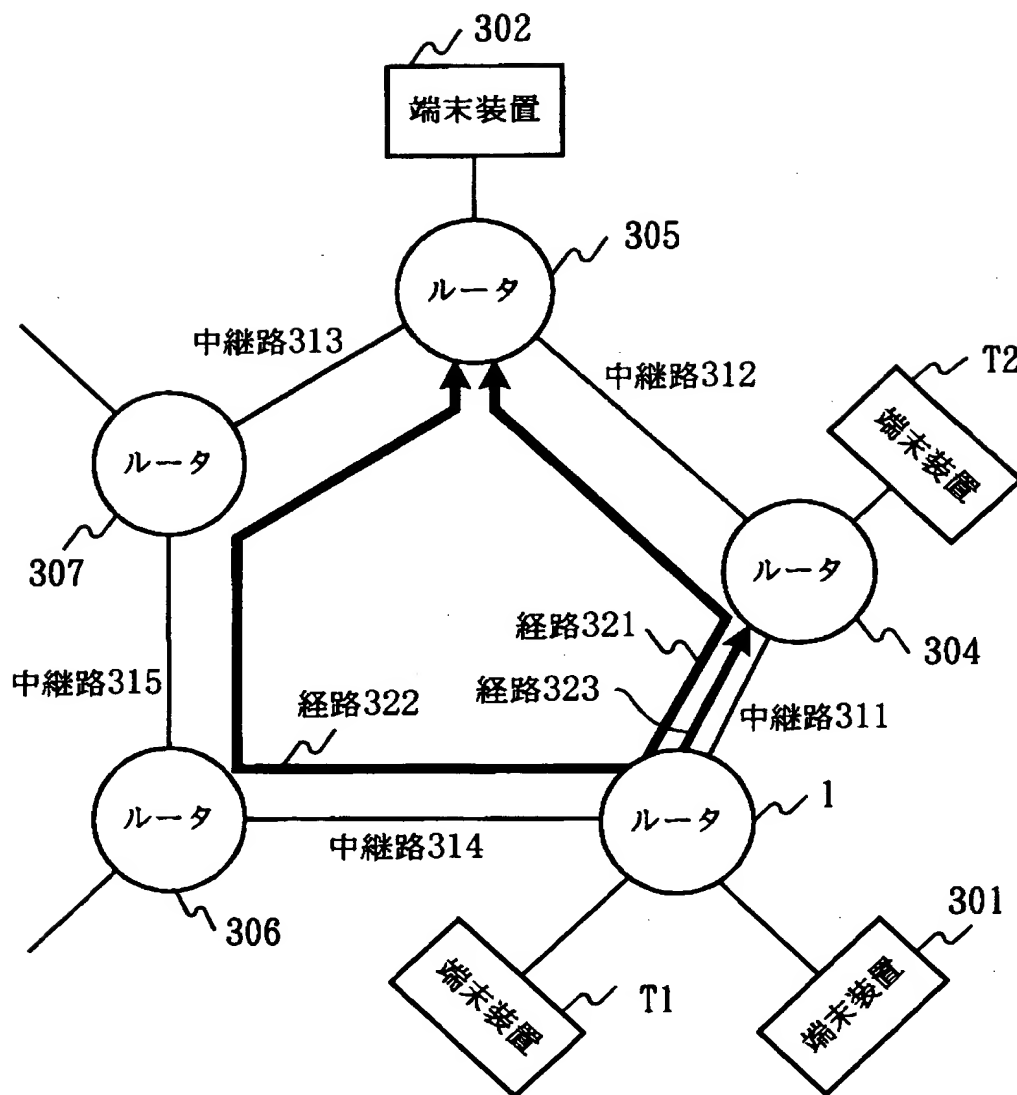 302
端末装置
305
ルータ
中継路313
中継路312
T2
端末装置
ルータ
307
ルータ
304
経路321
経路323
中継路315
経路322
中継路311
ルータ
306
中継路314
ルータ
1
301
端末装置
T1
端末装置